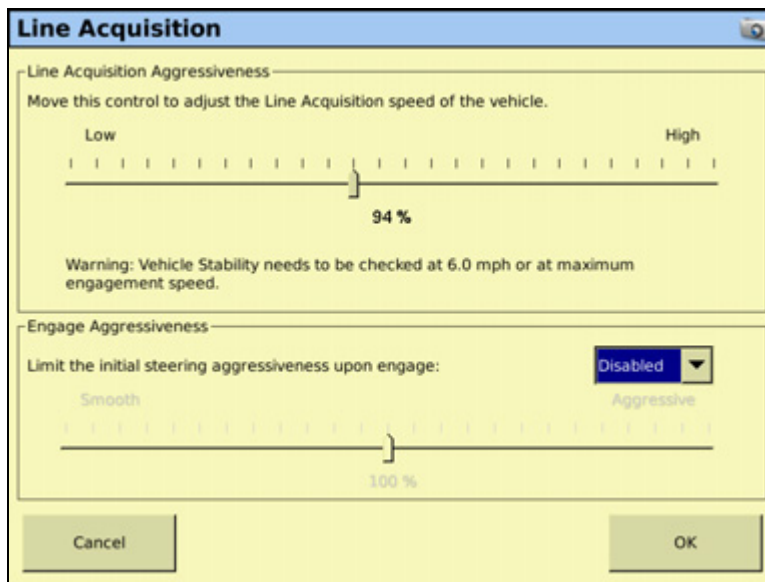 Line Acquisition
Line Acquisition Aggressiveness
Move this control to adjust the Line Acquisition speed of the vehicle.
Low High
94 %
Warning: Vehicle Stability needs to be checked at 6.0 mph or at maximum
engagement speed.
Engage Aggressiveness
Limit the initial steering aggressiveness upon engage: Disabled
Smooth Aggressive
100 %
Cancel OK